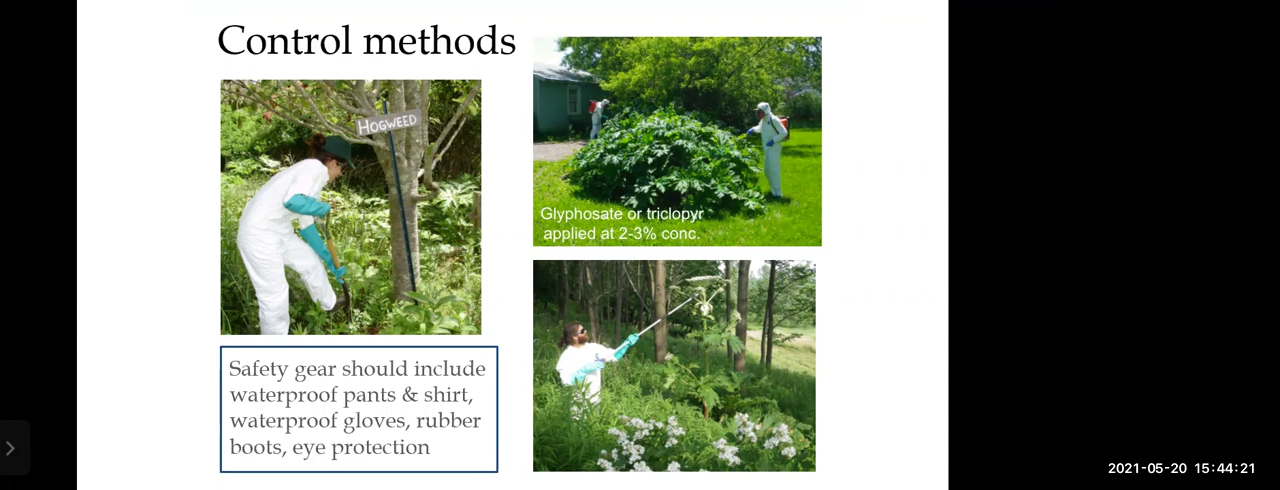 Control methods
HOGWEED
Glyphosate or triclopyr
applied at 2-3% conc.
Safety gear should include
waterproof pants & shirt,
waterproof gloves, rubber
boots, eye protection
2021-05-20 15:44:21